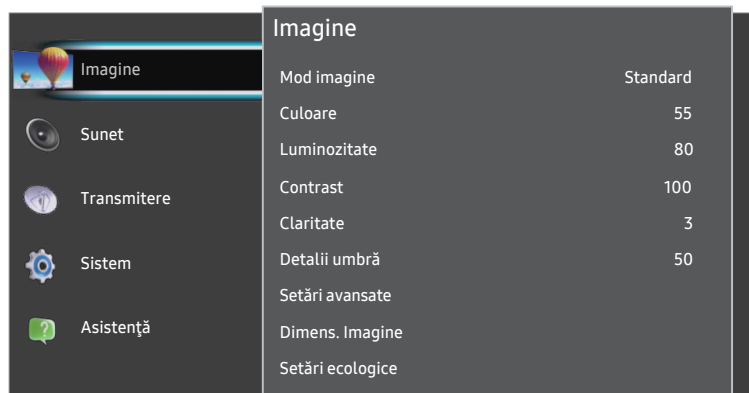 Imagine
Sunet
Transmitere
Sistem
Asistenţă
Imagine
Mod imagine Standard
Culoare 55
Luminozitate 80
Contrast 100
Claritate 3
Detalii umbră 50
Setări avansate
Dimens. Imagine
Setări ecologice